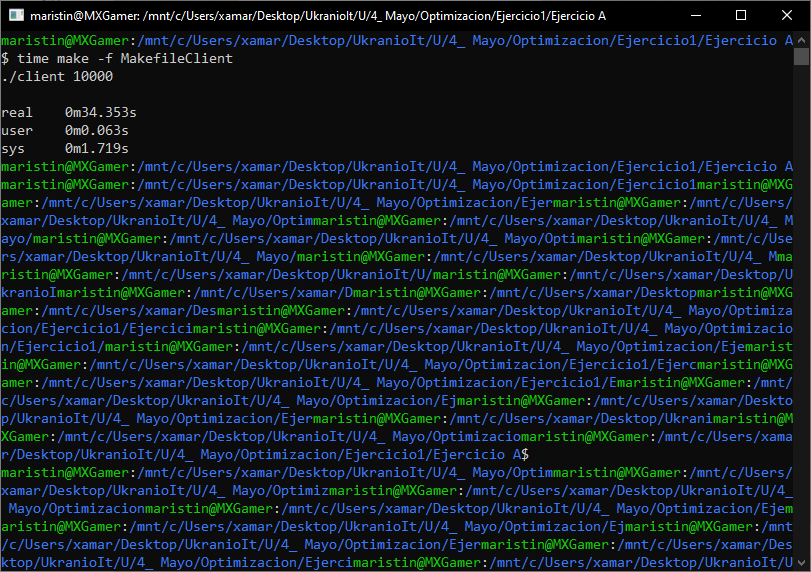 maristin@MXGamer: /mnt/c/Users/xamar/Desktop/UkranioIt/U/4_ Mayo/Optimizacion/Ejercicio1/Ejercicio A
maristin@MXGamer:/mnt/c/Users/xamar/Desktop/UkranioIt/U/4_ Mayo/Optimizacion/Ejercicio1/Ejercicio A
$ time make -f MakefileClient
./client 10000
real    0m34.353s
user    0m0.063s
sys     0m1.719s
maristin@MXGamer:/mnt/c/Users/xamar/Desktop/UkranioIt/U/4_ Mayo/Optimizacion/Ejercicio1/Ejercicio A
maristin@MXGamer:/mnt/c/Users/xamar/Desktop/UkranioIt/U/4_ Mayo/Optimizacion/Ejercicio1maristin@MXG
amer:/mnt/c/Users/xamar/Desktop/UkranioIt/U/4_ Mayo/Optimizacion/Ejermaristin@MXGamer:/mnt/c/Users/
xamar/Desktop/UkranioIt/U/4_ Mayo/Optimmaristin@MXGamer:/mnt/c/Users/xamar/Desktop/UkranioIt/U/4_ M
ayo/maristin@MXGamer:/mnt/c/Users/xamar/Desktop/UkranioIt/U/4_ Mayo/Optimaristin@MXGamer:/mnt/c/Use
rs/xamar/Desktop/UkranioIt/U/4_ Mayo/maristin@MXGamer:/mnt/c/Users/xamar/Desktop/UkranioIt/U/4_ Mma
ristin@MXGamer:/mnt/c/Users/xamar/Desktop/UkranioIt/U/maristin@MXGamer:/mnt/c/Users/xamar/Desktop/U
kranioImaristin@MXGamer:/mnt/c/Users/xamar/Dmaristin@MXGamer:/mnt/c/Users/xamar/Desktopmaristin@MXG
amer:/mnt/c/Users/xamar/Desmaristin@MXGamer:/mnt/c/Users/xamar/Desktop/UkranioIt/U/4_ Mayo/Optimiza
cion/Ejercicio1/Ejercicimaristin@MXGamer:/mnt/c/Users/xamar/Desktop/UkranioIt/U/4_ Mayo/Optimizacio
n/Ejercicio1/maristin@MXGamer:/mnt/c/Users/xamar/Desktop/UkranioIt/U/4_ Mayo/Optimizacion/Ejemarist
in@MXGamer:/mnt/c/Users/xamar/Desktop/UkranioIt/U/4_ Mayo/Optimizacion/Ejercicio1/Ejercmaristin@MXG
amer:/mnt/c/Users/xamar/Desktop/UkranioIt/U/4_ Mayo/Optimizacion/Ejercicio1/Emaristin@MXGamer:/mnt/
c/Users/xamar/Desktop/UkranioIt/U/4_ Mayo/Optimizacion/Ejmaristin@MXGamer:/mnt/c/Users/xamar/Deskto
p/UkranioIt/U/4_ Mayo/Optimizacion/Ejermaristin@MXGamer:/mnt/c/Users/xamar/Desktop/Ukranimaristin@M
XGamer:/mnt/c/Users/xamar/Desktop/UkranioIt/U/4_ Mayo/Optimizaciomaristin@MXGamer:/mnt/c/Users/xama
r/Desktop/UkranioIt/U/4_ Mayo/Optimizacion/Ejercicio1/Ejercicio A$
maristin@MXGamer:/mnt/c/Users/xamar/Desktop/UkranioIt/U/4_ Mayo/Optimmaristin@MXGamer:/mnt/c/Users/
xamar/Desktop/UkranioIt/U/4_ Mayo/Optimizmaristin@MXGamer:/mnt/c/Users/xamar/Desktop/UkranioIt/U/4_
Mayo/Optimizacionmaristin@MXGamer:/mnt/c/Users/xamar/Desktop/UkranioIt/U/4_ Mayo/Optimizacion/Ejem
aristin@MXGamer:/mnt/c/Users/xamar/Desktop/UkranioIt/U/4_ Mayo/Optimizacion/Ejmaristin@MXGamer:/mnt
/c/Users/xamar/Desktop/UkranioIt/U/4_ Mayo/Optimizacion/Ejermaristin@MXGamer:/mnt/c/Users/xamar/Des
ktop/UkranioIt/U/4_ Mayo/Optimizacion/Ejercimaristin@MXGamer:/mnt/c/Users/xamar/Desktop/UkranioIt/U